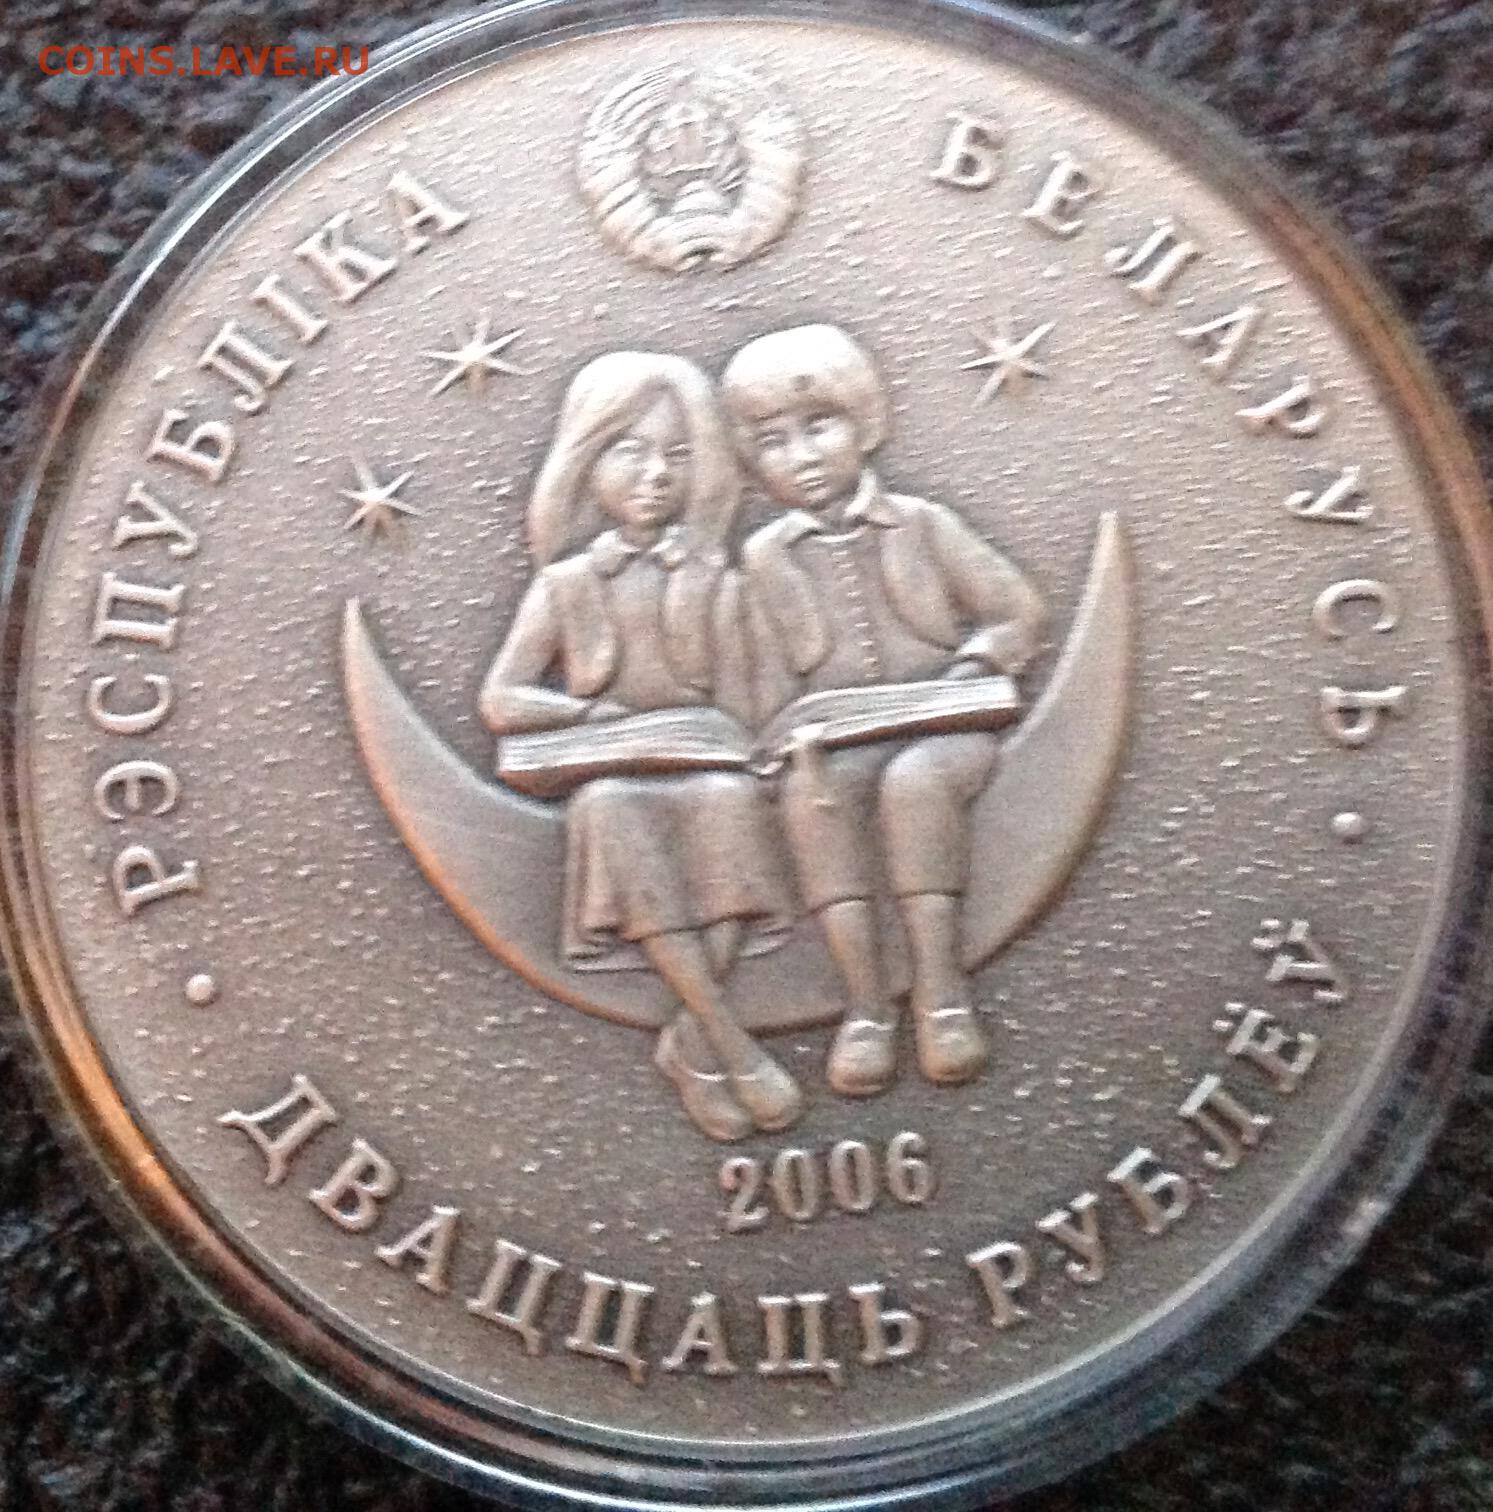 COINS.LAVE.RU
РЭСПУБЛІКА БЕЛАРУСЬ
2006
· ДВАЦЦАЦЬ РУБЛЁЎ ·